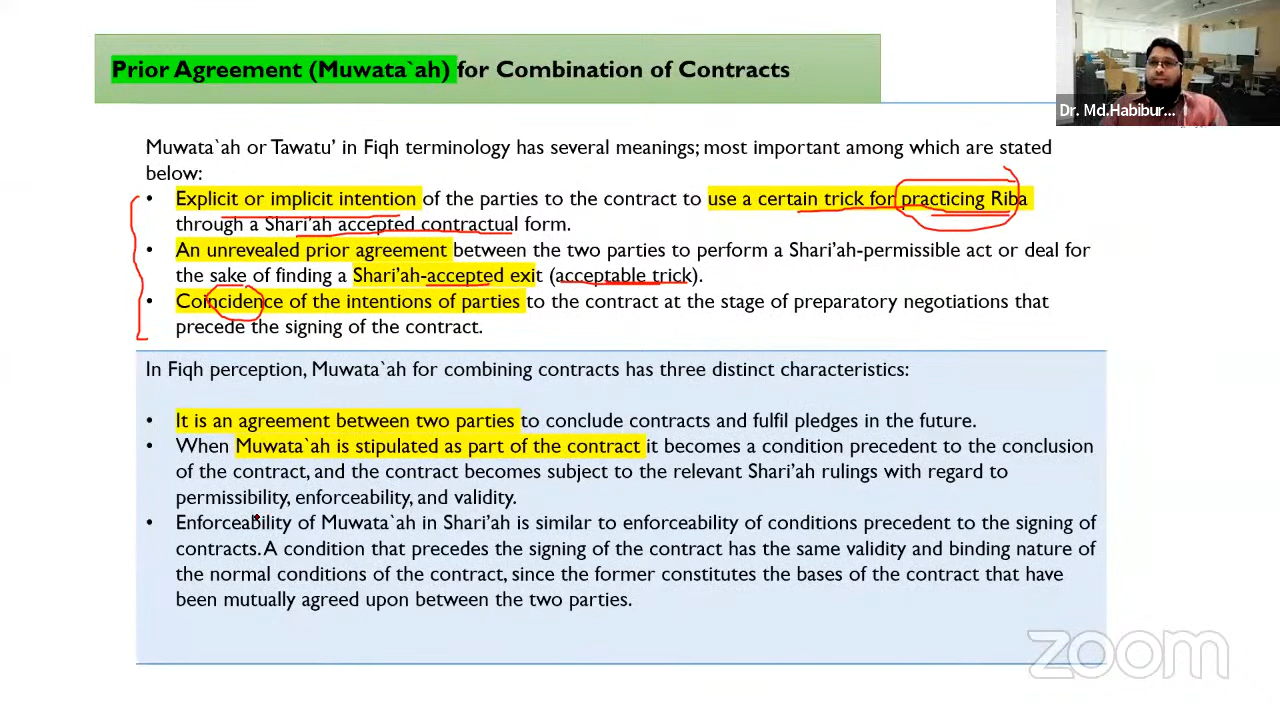 Prior Agreement (Muwata`ah) for Combination of Contracts
Dr. Md.Habibur...
Muwata`ah or Tawatu' in Fiqh terminology has several meanings; most important among which are stated
below:
• Explicit or implicit intention of the parties to the contract to use a certain trick for practicing Riba
through a Shari'ah accepted contractual form.
• An unrevealed prior agreement between the two parties to perform a Shari'ah-permissible act or deal for
the sake of finding a Shari'ah-accepted exit (acceptable trick).
• Coincidence of the intentions of parties to the contract at the stage of preparatory negotiations that
precede the signing of the contract.
In Fiqh perception, Muwata`ah for combining contracts has three distinct characteristics:
• It is an agreement between two parties to conclude contracts and fulfil pledges in the future.
• When Muwata`ah is stipulated as part of the contract it becomes a condition precedent to the conclusion
of the contract, and the contract becomes subject to the relevant Shari'ah rulings with regard to
permissibility, enforceability, and validity.
• Enforceability of Muwata`ah in Shari'ah is similar to enforceability of conditions precedent to the signing of
contracts. A condition that precedes the signing of the contract has the same validity and binding nature of
the normal conditions of the contract, since the former constitutes the bases of the contract that have
been mutually agreed upon between the two parties.
zoom